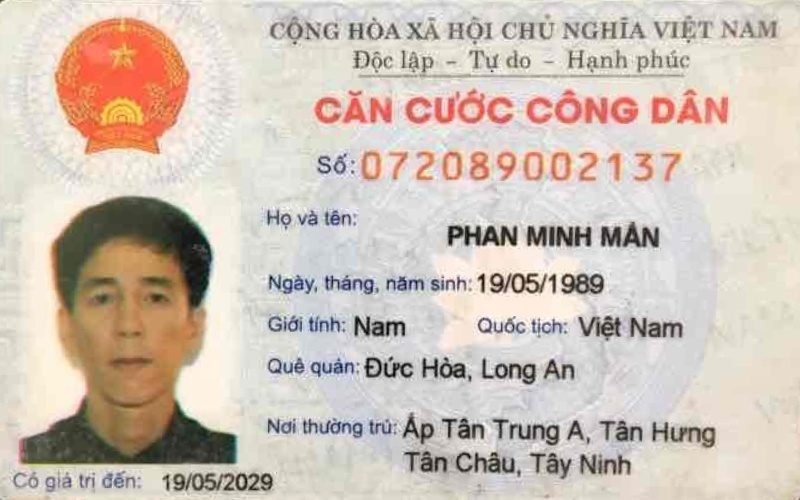 CỘNG HÒA XÃ HỘI CHỦ NGHĨA VIỆT NAM
Độc lập - Tự do - Hạnh phúc
CĂN CƯỚC CÔNG DÂN
Số: 072089002137
Họ và tên:
PHAN MINH MẪN
Ngày, tháng, năm sinh: 19/05/1989
Giới tính: Nam Quốc tịch: Việt Nam
Quê quán: Đức Hòa, Long An
Nơi thường trú: Ấp Tân Trung A, Tân Hưng
Tân Châu, Tây Ninh
Có giá trị đến: 19/05/2029